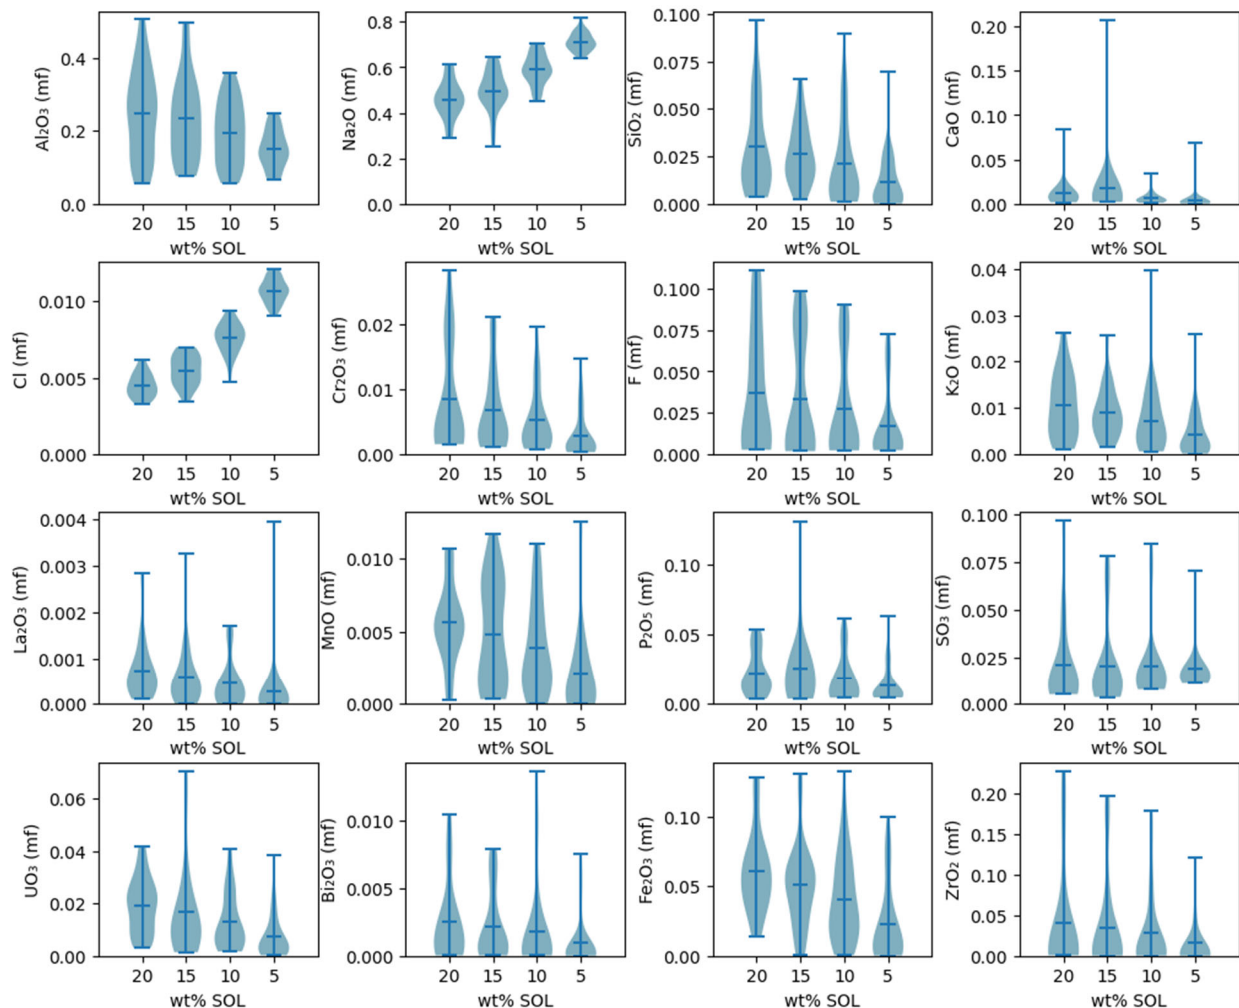 Al₂O₃ (mf)
0.4
0.2
0.0
20 15 10 5
wt% SOL
Na₂O (mf)
0.8
0.6
0.4
0.2
0.0
20 15 10 5
wt% SOL
SiO₂ (mf)
0.100
0.075
0.050
0.025
0.000
20 15 10 5
wt% SOL
CaO (mf)
0.20
0.15
0.10
0.05
0.00
20 15 10 5
wt% SOL
Cl (mf)
0.010
0.005
0.000
20 15 10 5
wt% SOL
Cr₂O₃ (mf)
0.02
0.01
0.00
20 15 10 5
wt% SOL
F (mf)
0.100
0.075
0.050
0.025
0.000
20 15 10 5
wt% SOL
K₂O (mf)
0.04
0.03
0.02
0.01
0.00
20 15 10 5
wt% SOL
La₂O₃ (mf)
0.004
0.003
0.002
0.001
0.000
20 15 10 5
wt% SOL
MnO (mf)
0.010
0.005
0.000
20 15 10 5
wt% SOL
P₂O₅ (mf)
0.10
0.05
0.00
20 15 10 5
wt% SOL
SO₃ (mf)
0.100
0.075
0.050
0.025
0.000
20 15 10 5
wt% SOL
UO₃ (mf)
0.06
0.04
0.02
0.00
20 15 10 5
wt% SOL
Bi₂O₃ (mf)
0.010
0.005
0.000
20 15 10 5
wt% SOL
Fe₂O₃ (mf)
0.10
0.05
0.00
20 15 10 5
wt% SOL
ZrO₂ (mf)
0.20
0.15
0.10
0.05
0.00
20 15 10 5
wt% SOL